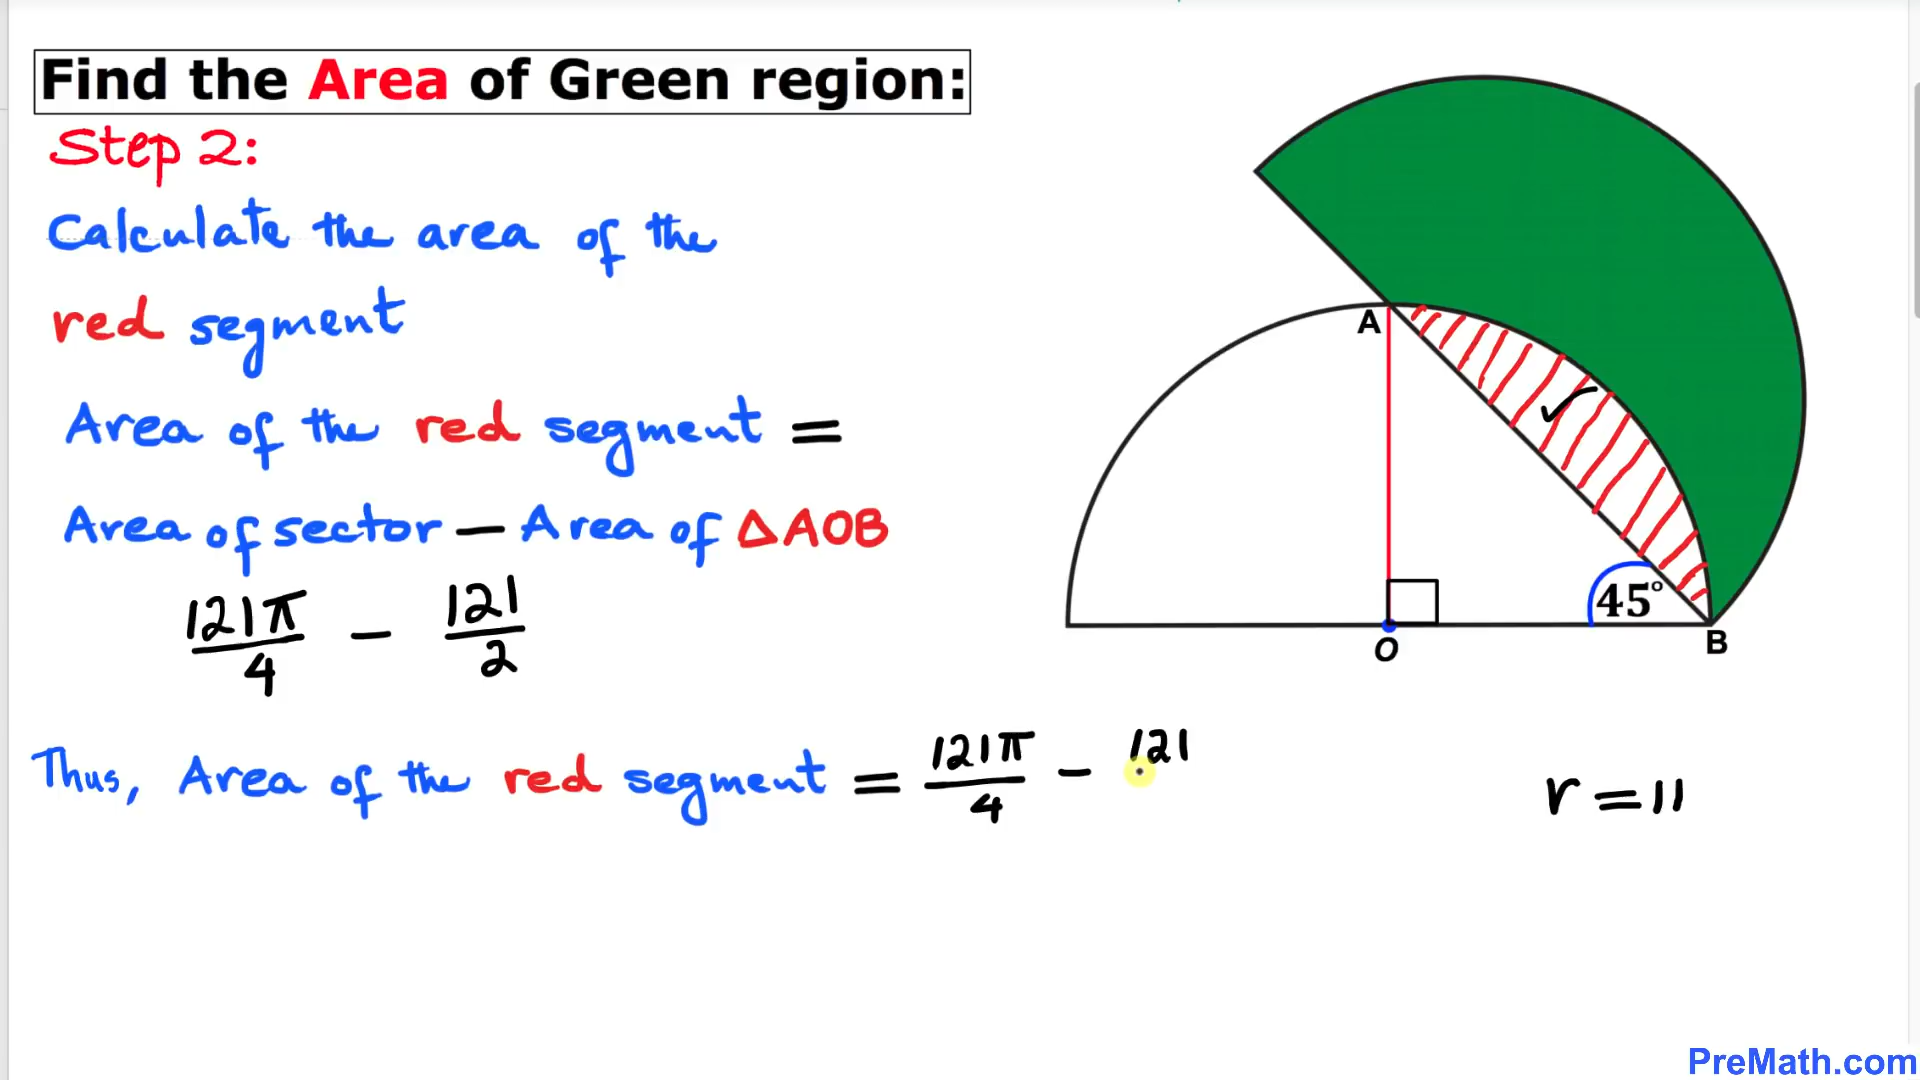 Find the Area of Green region:
Step 2:
Calculate the area of the
red segment
Area of the red segment =
Area of sector — Area of ΔAOB
121π/4 — 121/2
Thus, Area of the red segment = 121π/4 — 121
r = 11
A
45°
O
B
PreMath.com